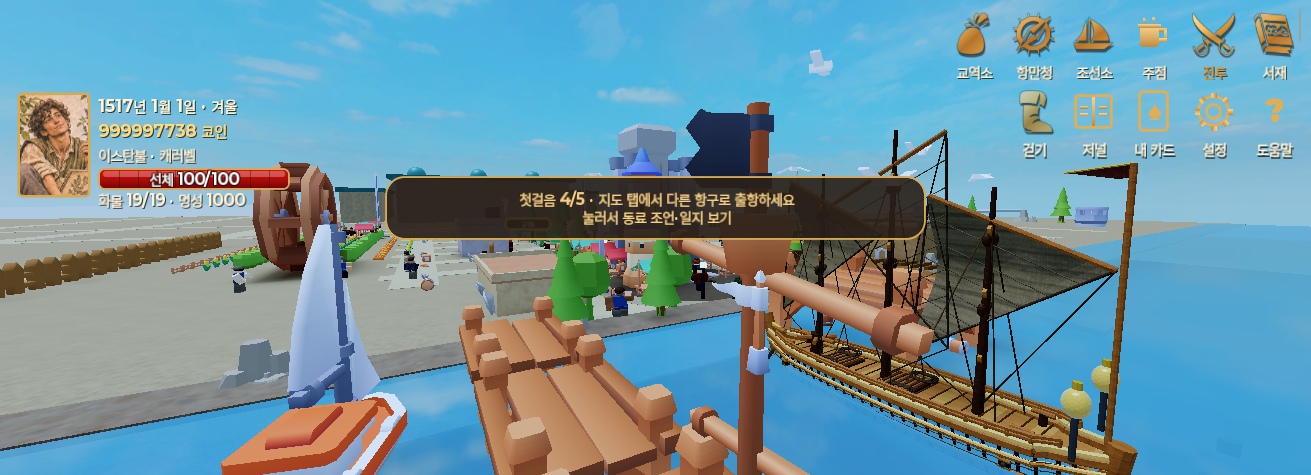 교역소
항만청
조선소
주점
전투
서재
걷기
저널
내 카드
설정
도움말
1517년 1월 1일 · 겨울
999997738 코인
이스탄불 · 캐러벨
선체 100/100
화물 19/19 · 명성 1000
첫걸음 4/5 · 지도 탭에서 다른 항구로 출항하세요
눌러서 동료 조언·일지 보기